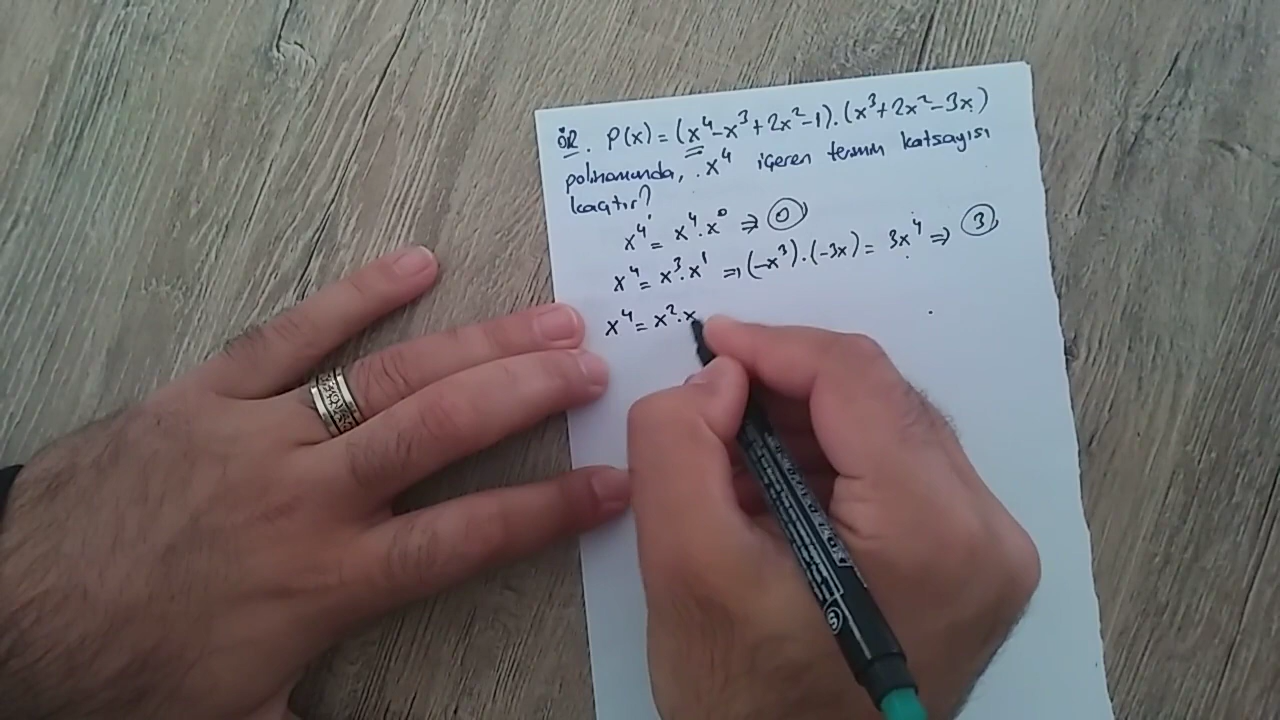 ÖR. P(x) = (x⁴-x³+2x²-1).(x³+2x²-3x)
polinomunda, x⁴ içeren terimin katsayısı
kaçtır?
x⁴ = x⁴.x⁰ ⇒ 0
x⁴ = x³.x¹ ⇒ (-x³).(-3x) = 3x⁴ ⇒ 3
x⁴ = x².x